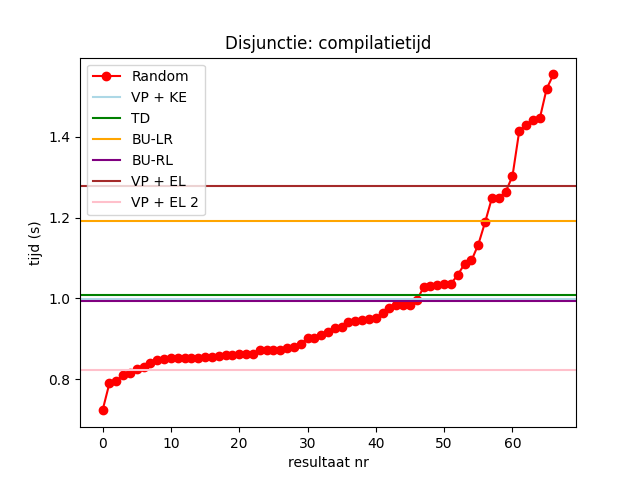 Disjunctie: compilatietijd
Random
VP + KE
TD
BU-LR
BU-RL
VP + EL
VP + EL 2
tijd (s)
1.4
1.2
1.0
0.8
0 10 20 30 40 50 60
resultaat nr